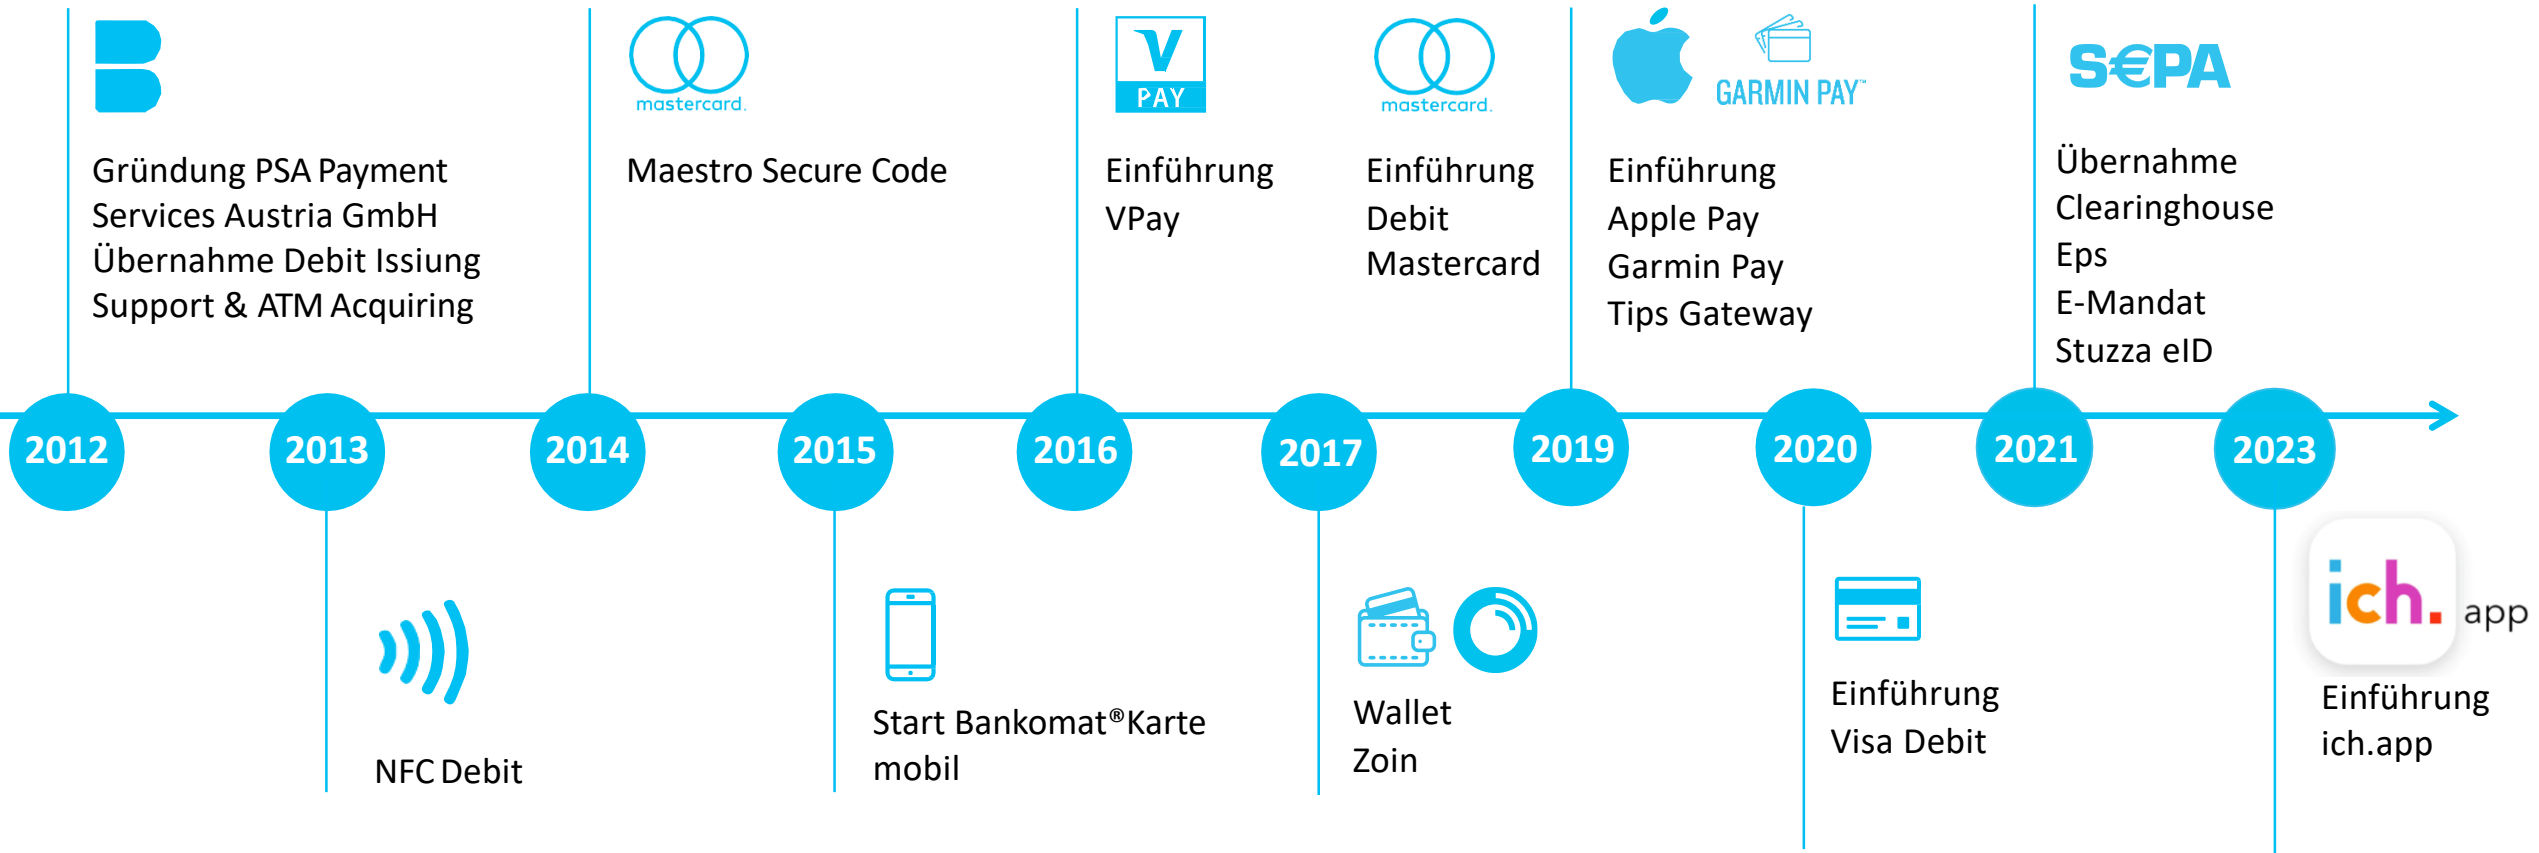 mastercard.
V
PAY
mastercard.
GARMIN PAY™
S€PA
Gründung PSA Payment
Services Austria GmbH
Übernahme Debit Issiung
Support & ATM Acquiring
Maestro Secure Code
Einführung
VPay
Einführung
Debit
Mastercard
Einführung
Apple Pay
Garmin Pay
Tips Gateway
Übernahme
Clearinghouse
Eps
E-Mandat
Stuzza eID
2012
2013
2014
2015
2016
2017
2019
2020
2021
2023
NFC Debit
Start Bankomat®Karte
mobil
Wallet
Zoin
Einführung
Visa Debit
ich. app
Einführung
ich.app